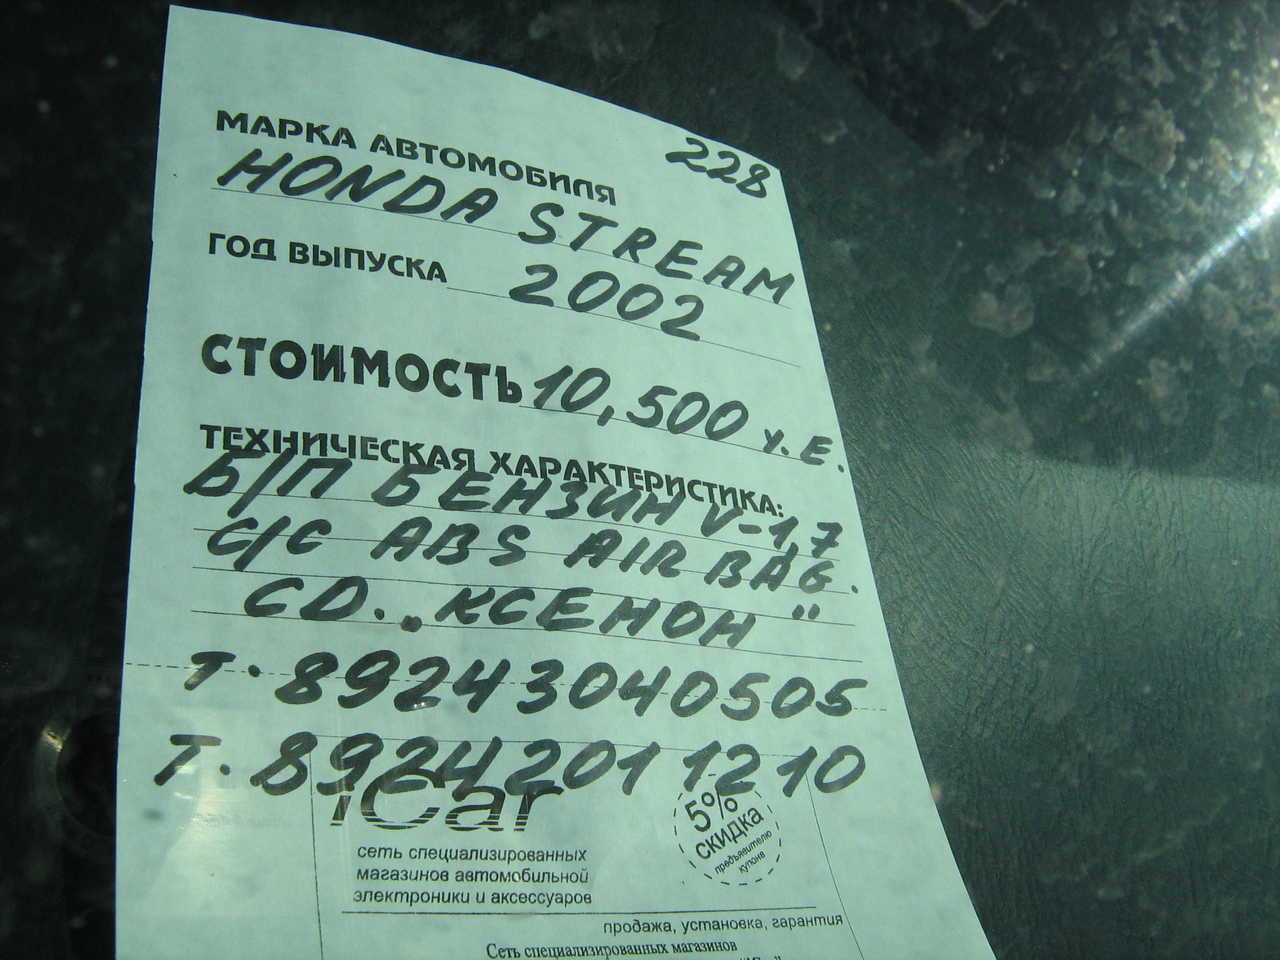 228
МАРКА АВТОМОБИЛЯ
HONDA STREAM
ГОД ВЫПУСКА 2002
СТОИМОСТЬ 10,500 У.Е.
ТЕХНИЧЕСКАЯ ХАРАКТЕРИСТИКА:
Б/П БЕНЗИН V-1,7
С/С ABS AIR BAG.
CD. „КСЕНОН"
Т. 89243040505
Т. 89242011210
iCar
5%
СКИДКА
предъявителю
купона
сеть специализированных
магазинов автомобильной
электроники и аксессуаров
продажа, установка, гарантия
Сеть специализированных магазинов